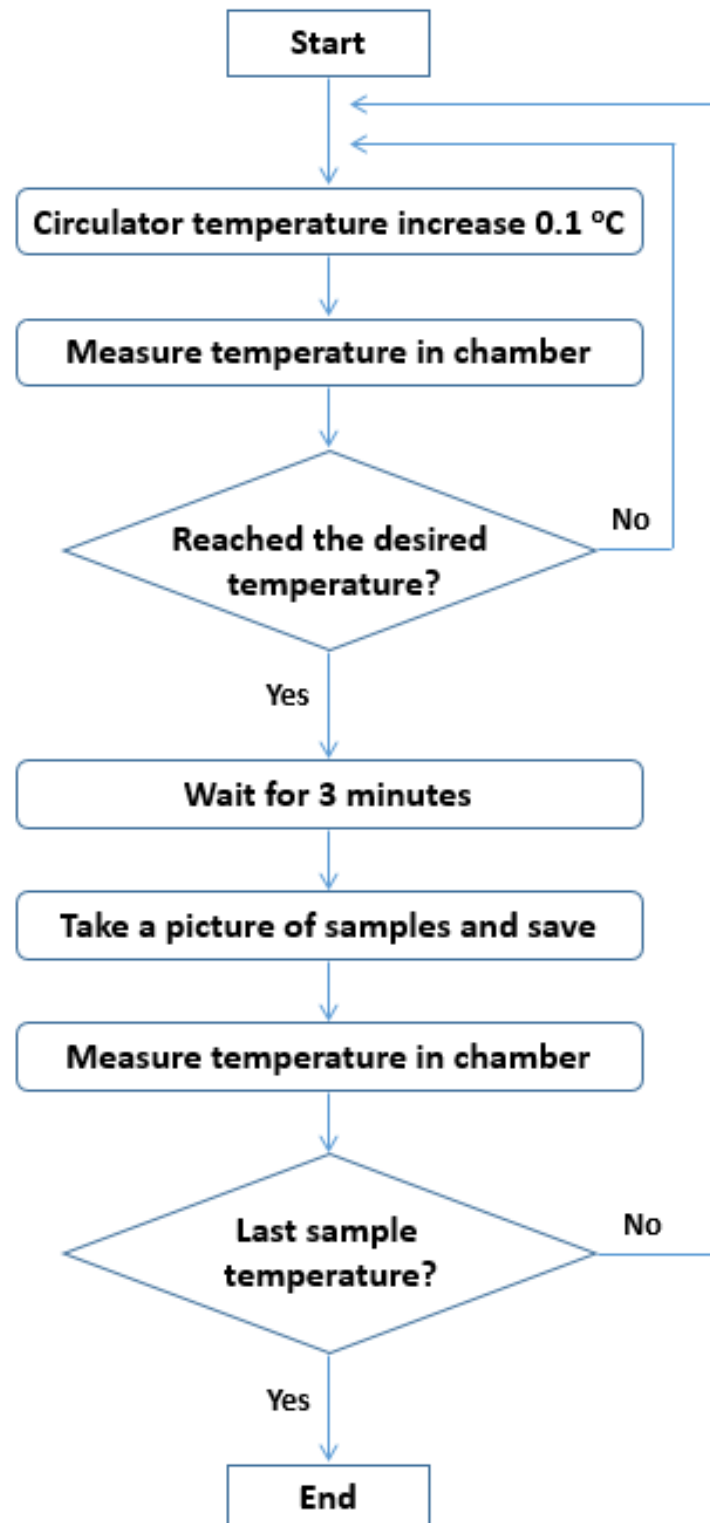 Start
Circulator temperature increase 0.1 °C
Measure temperature in chamber
Reached the desired
temperature?
No
Yes
Wait for 3 minutes
Take a picture of samples and save
Measure temperature in chamber
Last sample
temperature?
No
Yes
End